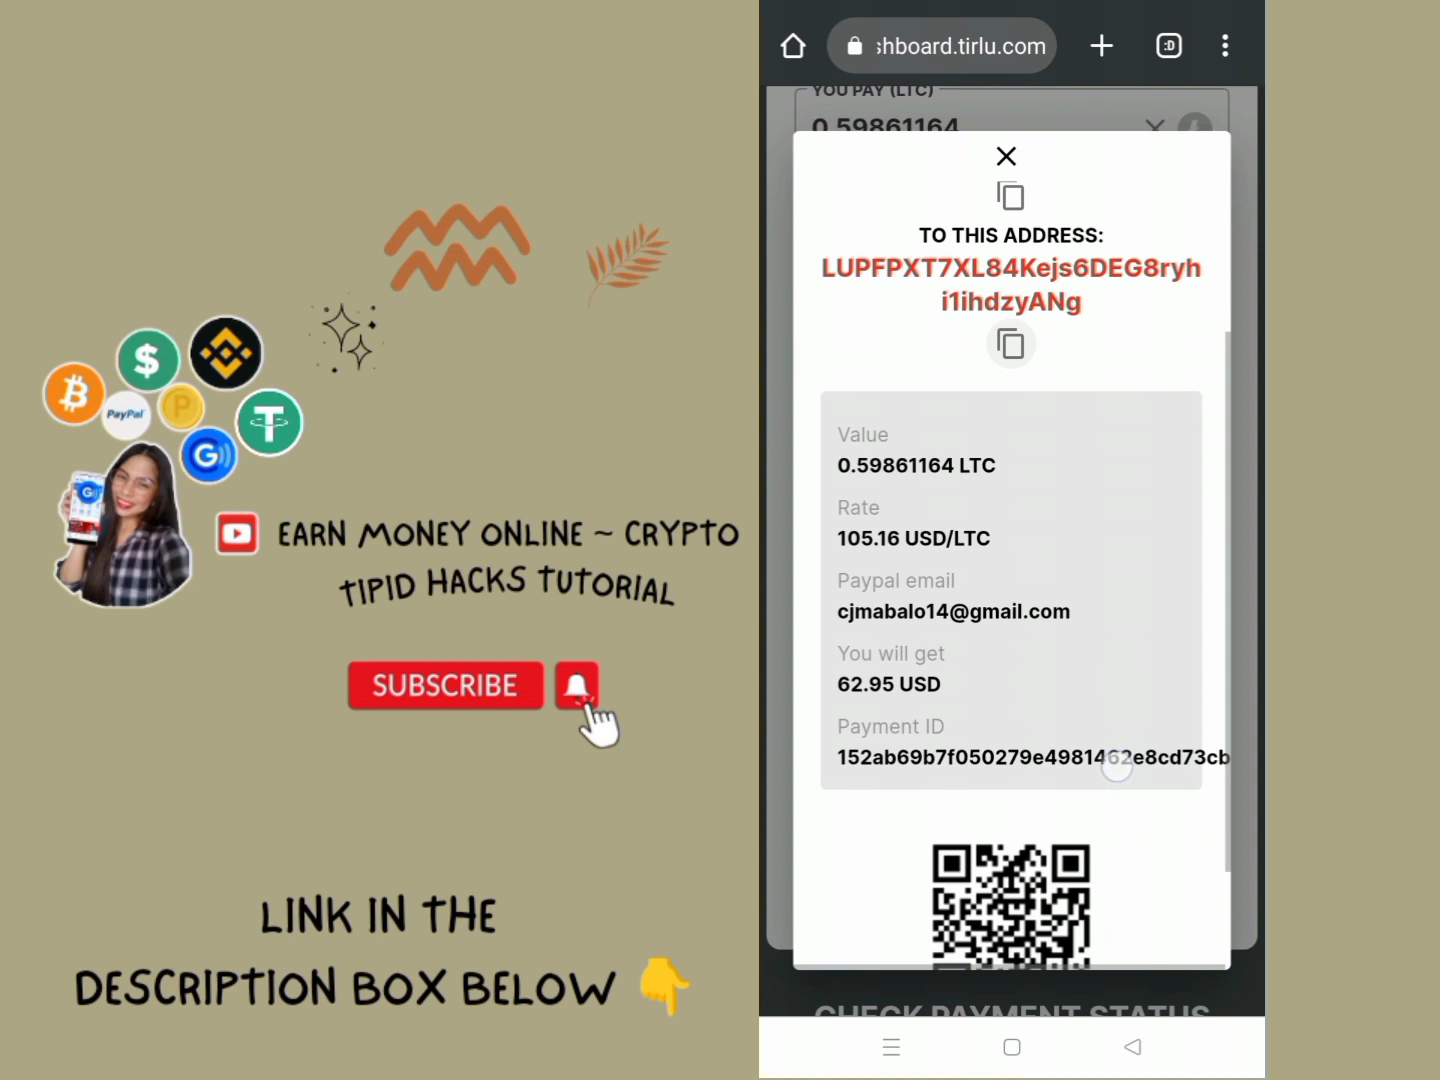 shboard.tirlu.com
:D
YOU PAY (LTC)
0.59861164
TO THIS ADDRESS:
LUPFPXT7XL84Kejs6DEG8ryh
i1ihdzyANg
Value
0.59861164 LTC
Rate
105.16 USD/LTC
Paypal email
cjmabalo14@gmail.com
You will get
62.95 USD
Payment ID
152ab69b7f050279e4981462e8cd73cb
CHECK PAYMENT STATUS
PayPal
P
G
EARN MONEY ONLINE ~ CRYPTO
TIPID HACKS TUTORIAL
SUBSCRIBE
LINK IN THE
DESCRIPTION BOX BELOW